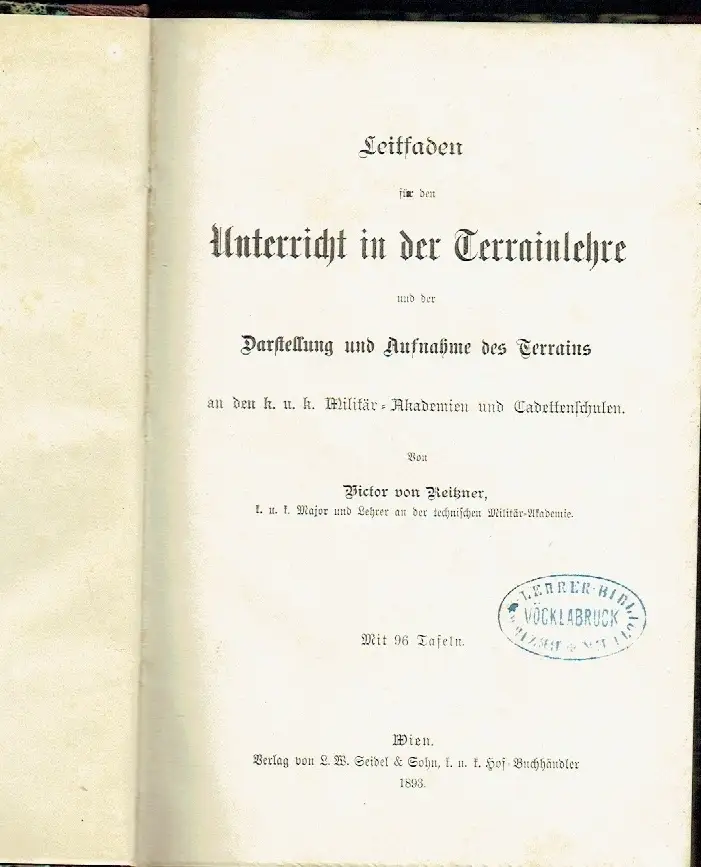 Leitfaden
für den
Unterricht in der Terrainlehre
und der
Darstellung und Aufnahme des Terrains
an den k. u. k. Militär-Akademien und Cadettenschulen.
Von
Victor von Reitzner,
k. u. k. Major und Lehrer an der technischen Militär-Akademie.
LEHRER-BIBLIO
VÖCKLABRUCK
Mit 96 Tafeln.
Wien.
Verlag von L. W. Seidel & Sohn, k. u. k. Hof-Buchhändler
1893.